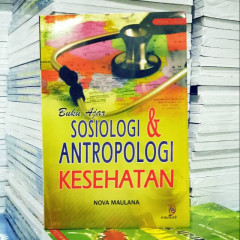 Buku Ajar
SOSIOLOGI &
ANTROPOLOGI
KESEHATAN
NOVA MAULANA